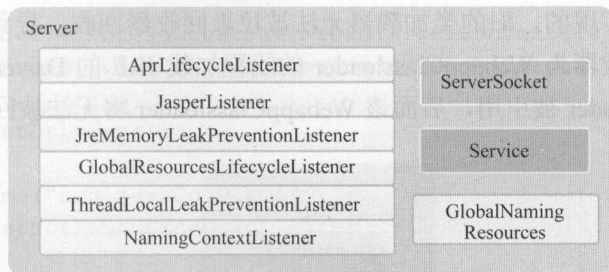 Server
AprLifecycleListener
JasperListener
JreMemoryLeakPreventionListener
GlobalResourcesLifecycleListener
ThreadLocalLeakPreventionListener
NamingContextListener
ServerSocket
Service
GlobalNaming
Resources